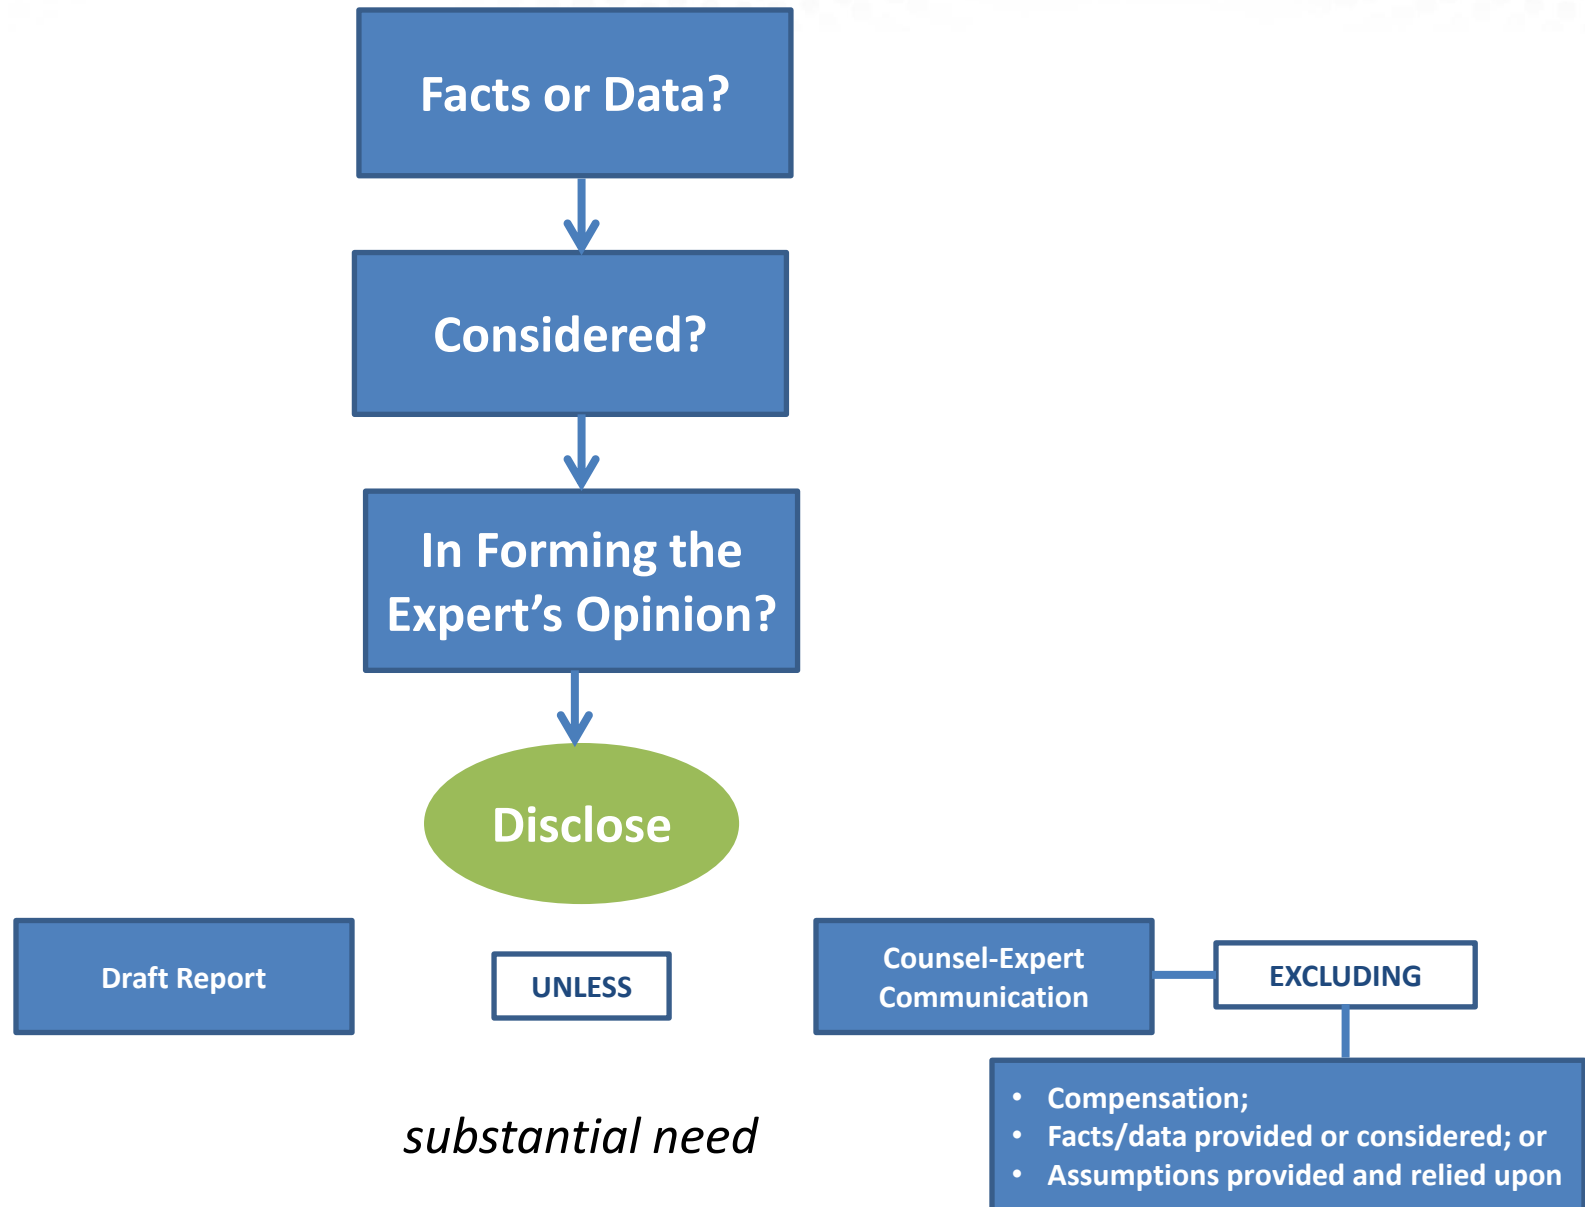 Facts or Data?
Considered?
In Forming the
Expert’s Opinion?
Disclose
Draft Report
UNLESS
Counsel-Expert
Communication
EXCLUDING
substantial need
• Compensation;
• Facts/data provided or considered; or
• Assumptions provided and relied upon